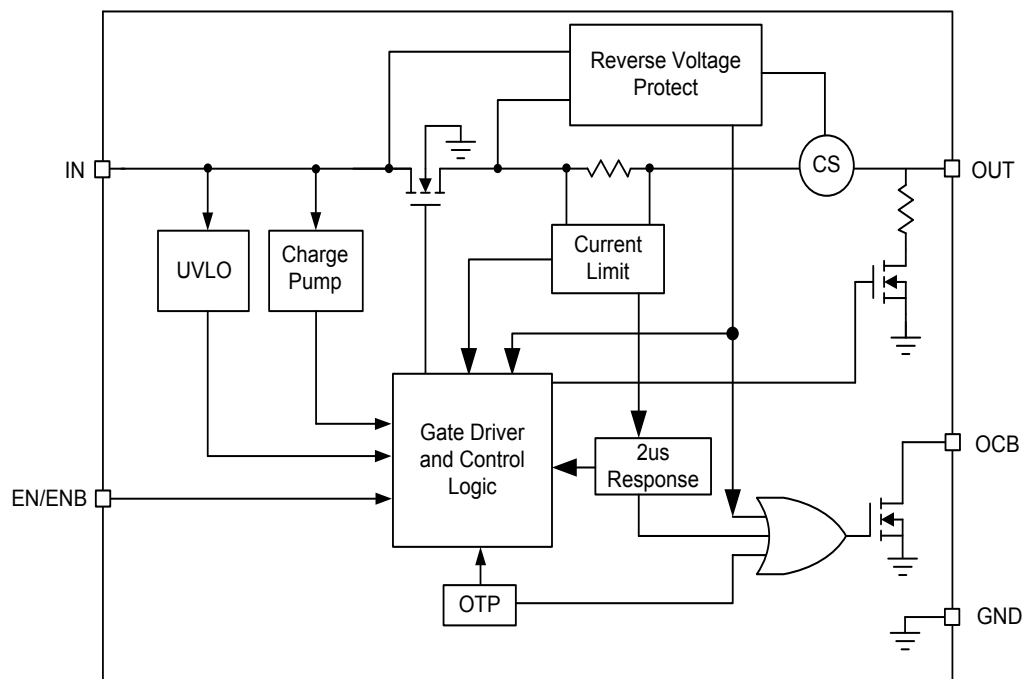 Reverse Voltage
Protect
IN
CS
OUT
UVLO
Charge
Pump
Current
Limit
Gate Driver
and Control
Logic
2us
Response
OCB
EN/ENB
OTP
GND